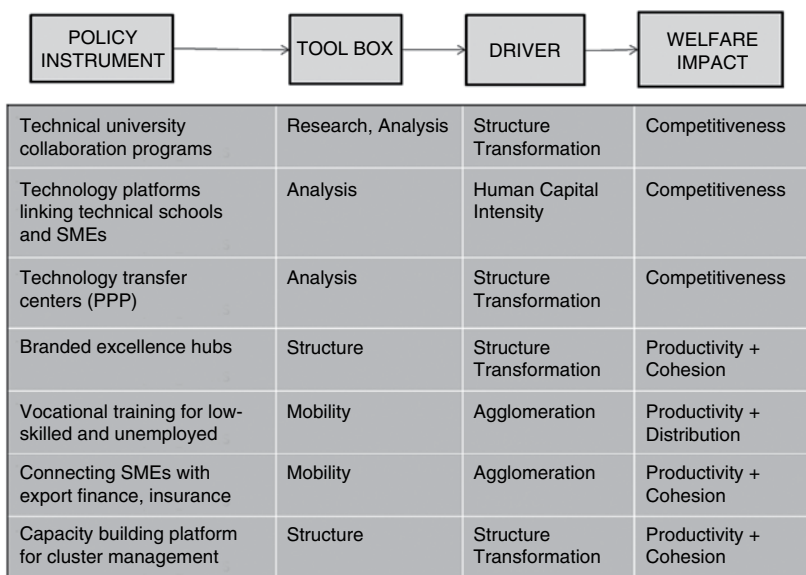 POLICY
INSTRUMENT
TOOL BOX
DRIVER
WELFARE
IMPACT
Technical university
collaboration programs
Research, Analysis
Structure
Transformation
Competitiveness
Technology platforms
linking technical schools
and SMEs
Analysis
Human Capital
Intensity
Competitiveness
Technology transfer
centers (PPP)
Analysis
Structure
Transformation
Competitiveness
Branded excellence hubs
Structure
Structure
Transformation
Productivity +
Cohesion
Vocational training for low-
skilled and unemployed
Mobility
Agglomeration
Productivity +
Distribution
Connecting SMEs with
export finance, insurance
Mobility
Agglomeration
Productivity +
Cohesion
Capacity building platform
for cluster management
Structure
Structure
Transformation
Productivity +
Cohesion